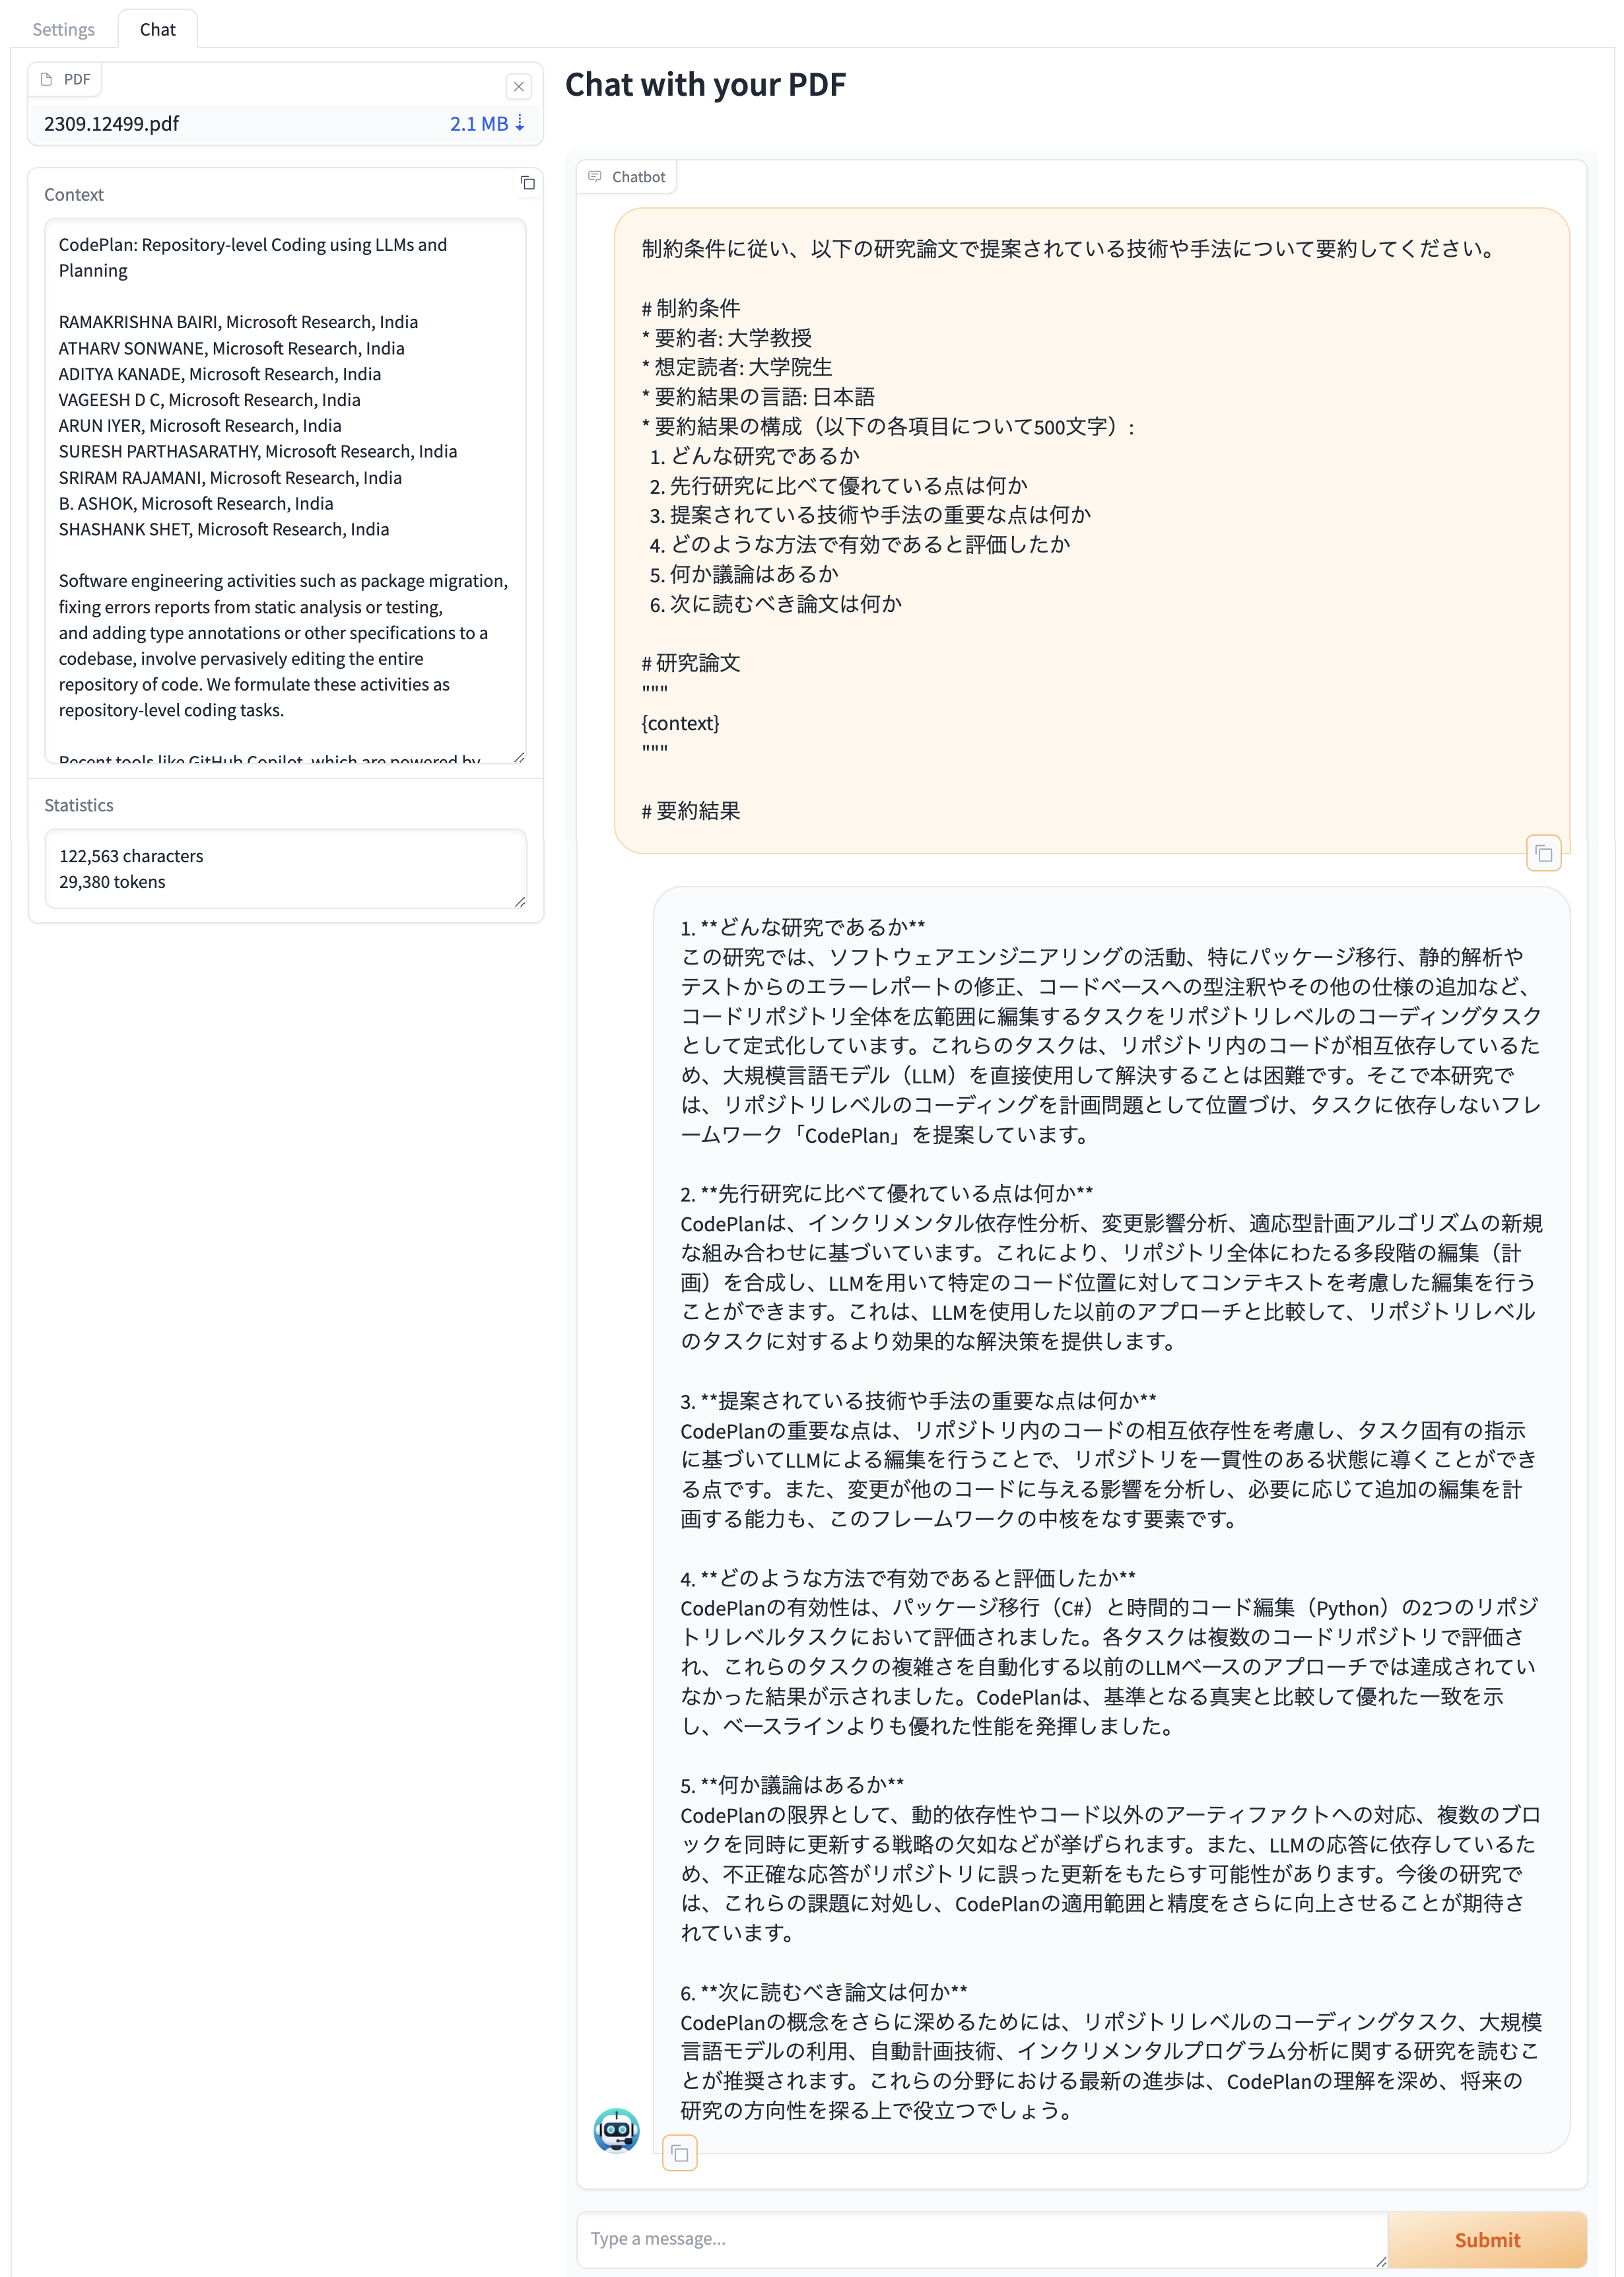 Settings
Chat
PDF
2309.12499.pdf
2.1 MB ⇣
Context
CodePlan: Repository-level Coding using LLMs and
Planning
RAMAKRISHNA BAIRI, Microsoft Research, India
ATHARV SONWANE, Microsoft Research, India
ADITYA KANADE, Microsoft Research, India
VAGEESH D C, Microsoft Research, India
ARUN IYER, Microsoft Research, India
SURESH PARTHASARATHY, Microsoft Research, India
SRIRAM RAJAMANI, Microsoft Research, India
B. ASHOK, Microsoft Research, India
SHASHANK SHET, Microsoft Research, India
Software engineering activities such as package migration,
fixing errors reports from static analysis or testing,
and adding type annotations or other specifications to a
codebase, involve pervasively editing the entire
repository of code. We formulate these activities as
repository-level coding tasks.
Recent tools like GitHub Copilot, which are powered by
Statistics
122,563 characters
29,380 tokens
Chat with your PDF
Chatbot
制約条件に従い、以下の研究論文で提案されている技術や手法について要約してください。
# 制約条件
* 要約者: 大学教授
* 想定読者: 大学院生
* 要約結果の言語: 日本語
* 要約結果の構成（以下の各項目について500文字）:
1. どんな研究であるか
2. 先行研究に比べて優れている点は何か
3. 提案されている技術や手法の重要な点は何か
4. どのような方法で有効であると評価したか
5. 何か議論はあるか
6. 次に読むべき論文は何か
# 研究論文
"""
{context}
"""
# 要約結果
1. **どんな研究であるか**
この研究では、ソフトウェアエンジニアリングの活動、特にパッケージ移行、静的解析や
テストからのエラーレポートの修正、コードベースへの型注釈やその他の仕様の追加など、
コードリポジトリ全体を広範囲に編集するタスクをリポジトリレベルのコーディングタスク
として定式化しています。これらのタスクは、リポジトリ内のコードが相互依存しているた
め、大規模言語モデル（LLM）を直接使用して解決することは困難です。そこで本研究で
は、リポジトリレベルのコーディングを計画問題として位置づけ、タスクに依存しないフレ
ームワーク「CodePlan」を提案しています。
2. **先行研究に比べて優れている点は何か**
CodePlanは、インクリメンタル依存性分析、変更影響分析、適応型計画アルゴリズムの新規
な組み合わせに基づいています。これにより、リポジトリ全体にわたる多段階の編集（計
画）を合成し、LLMを用いて特定のコード位置に対してコンテキストを考慮した編集を行う
ことができます。これは、LLMを使用した以前のアプローチと比較して、リポジトリレベル
のタスクに対するより効果的な解決策を提供します。
3. **提案されている技術や手法の重要な点は何か**
CodePlanの重要な点は、リポジトリ内のコードの相互依存性を考慮し、タスク固有の指示
に基づいてLLMによる編集を行うことで、リポジトリを一貫性のある状態に導くことができ
る点です。また、変更が他のコードに与える影響を分析し、必要に応じて追加の編集を計
画する能力も、このフレームワークの中核をなす要素です。
4. **どのような方法で有効であると評価したか**
CodePlanの有効性は、パッケージ移行（C#）と時間的コード編集（Python）の2つのリポジ
トリレベルタスクにおいて評価されました。各タスクは複数のコードリポジトリで評価さ
れ、これらのタスクの複雑さを自動化する以前のLLMベースのアプローチでは達成されてい
なかった結果が示されました。CodePlanは、基準となる真実と比較して優れた一致を示
し、ベースラインよりも優れた性能を発揮しました。
5. **何か議論はあるか**
CodePlanの限界として、動的依存性やコード以外のアーティファクトへの対応、複数のブロ
ックを同時に更新する戦略の欠如などが挙げられます。また、LLMの応答に依存しているた
め、不正確な応答がリポジトリに誤った更新をもたらす可能性があります。今後の研究で
は、これらの課題に対処し、CodePlanの適用範囲と精度をさらに向上させることが期待さ
れています。
6. **次に読むべき論文は何か**
CodePlanの概念をさらに深めるためには、リポジトリレベルのコーディングタスク、大規模
言語モデルの利用、自動計画技術、インクリメンタルプログラム分析に関する研究を読むこ
とが推奨されます。これらの分野における最新の進歩は、CodePlanの理解を深め、将来の
研究の方向性を探る上で役立つでしょう。
Type a message...
Submit